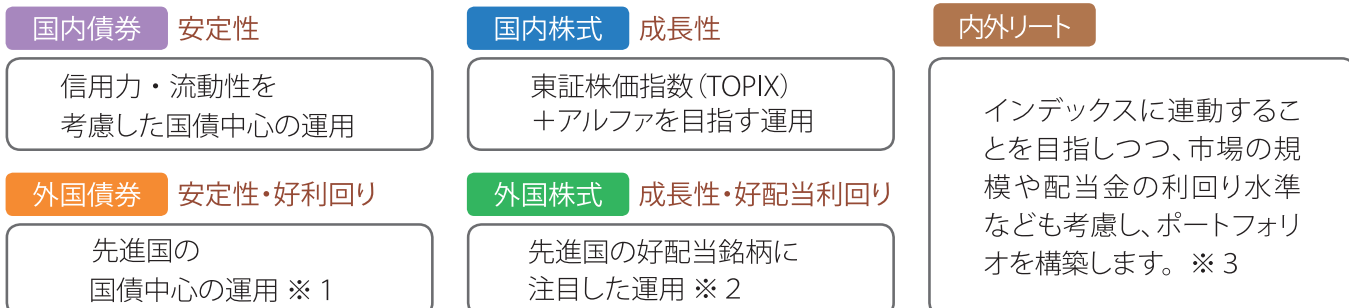 国内債券 安定性
信用力・流動性を
考慮した国債中心の運用
国内株式 成長性
東証株価指数(TOPIX)
＋アルファを目指す運用
外国債券 安定性・好利回り
先進国の
国債中心の運用 ※1
外国株式 成長性・好配当利回り
先進国の好配当銘柄に
注目した運用 ※2
内外リート
インデックスに連動するこ
とを目指しつつ、市場の規
模や配当金の利回り水準
なども考慮し、ポートフォリ
オを構築します。※3